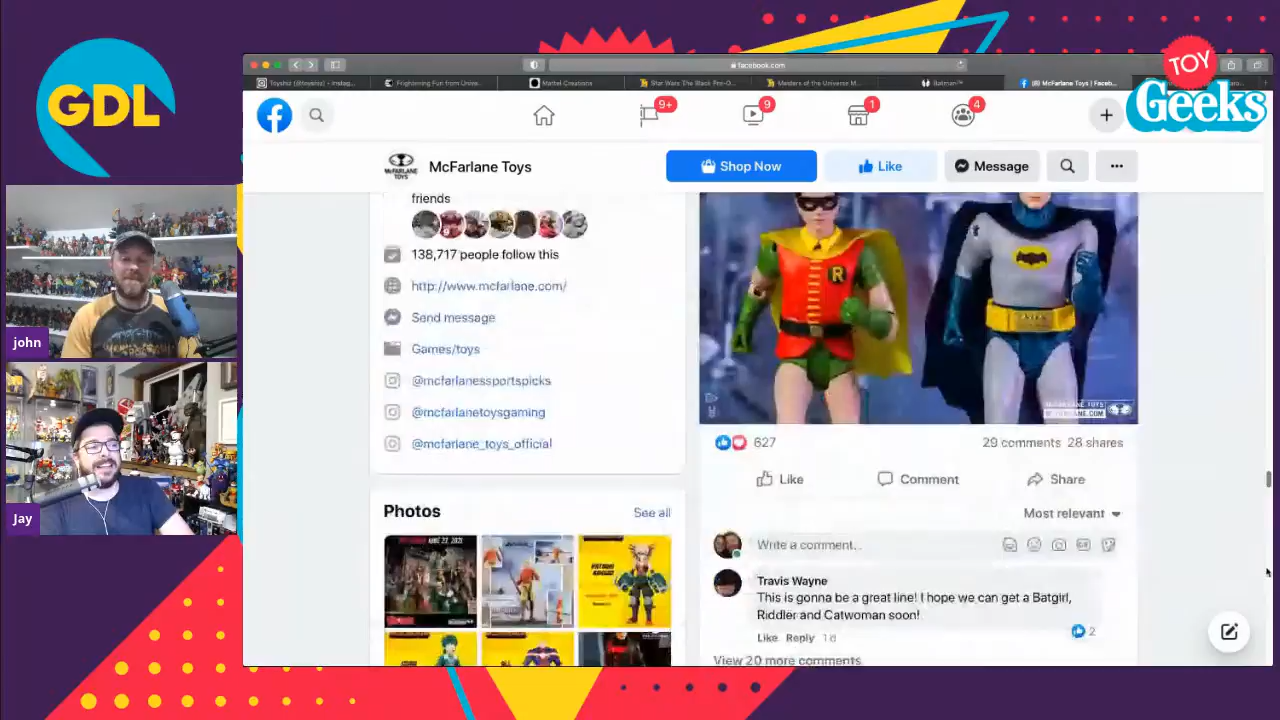 GDL
TOY
Geeks
facebook.com
Mattel Creations
Batman™
9+
9
1
4
McFarlane Toys
Shop Now
Like
Message
friends
138,717 people follow this
http://www.mcfarlane.com/
Send message
Games/toys
@mcfarlanessportspicks
@mcfarlanetoysgaming
@mcfarlane_toys_official
Photos
See all
R
627
29 comments 28 shares
Like
Comment
Share
Most relevant
Write a comment...
Travis Wayne
This is gonna be a great line! I hope we can get a Batgirl,
Riddler and Catwoman soon!
2
Like Reply 1d
View 20 more comments
john
Jay